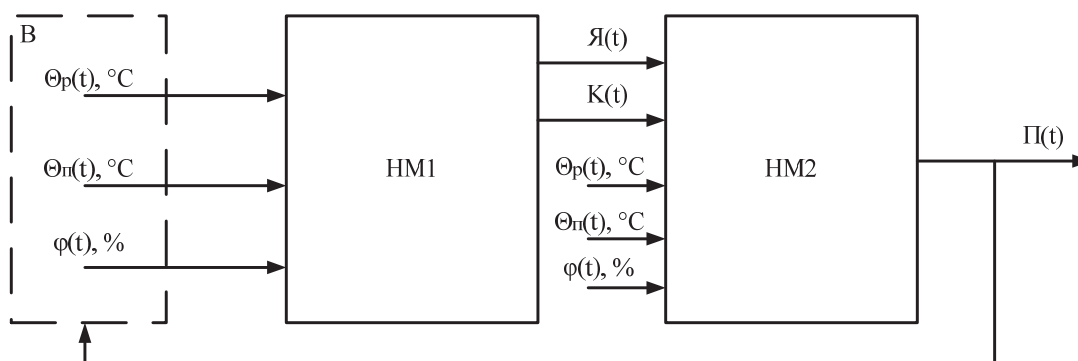 В
Θр(t), °C
Θп(t), °C
φ(t), %
НМ1
Я(t)
К(t)
Θр(t), °C
Θп(t), °C
φ(t), %
НМ2
П(t)